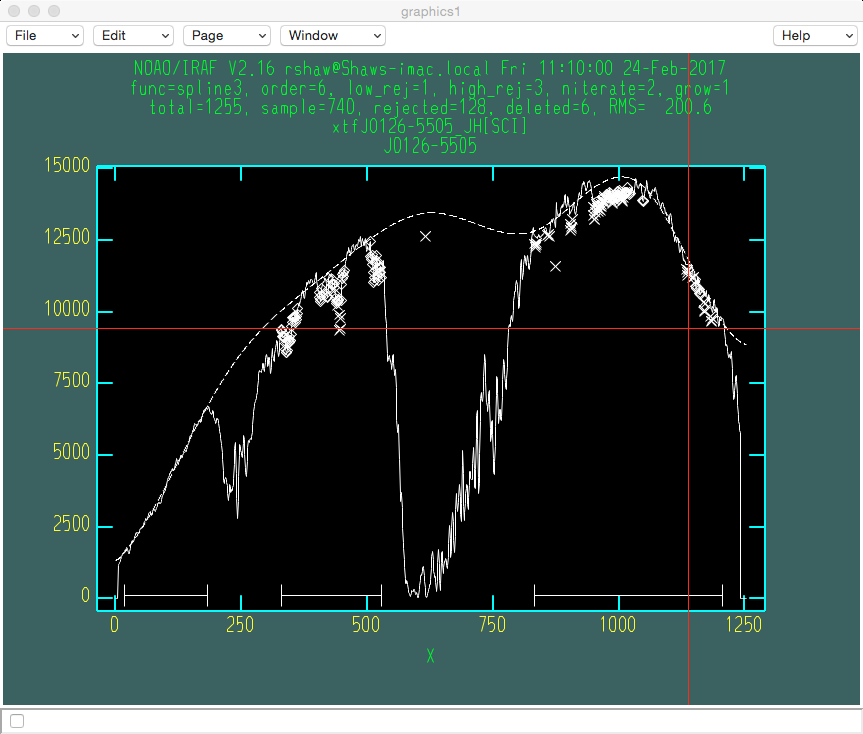 graphics1
File Edit Page Window Help
NOAO/IRAF V2.16 rshaw@Shaws-imac.local Fri 11:10:00 24-Feb-2017
func=spline3, order=6, low_rej=1, high_rej=3, niterate=2, grow=1
total=1255, sample=740, rejected=128, deleted=6, RMS=  200.6
xtfJ0126-5505_JH[SCI]
J0126-5505
15000
12500
10000
7500
5000
2500
0
0 250 500 750 1000 1250
X